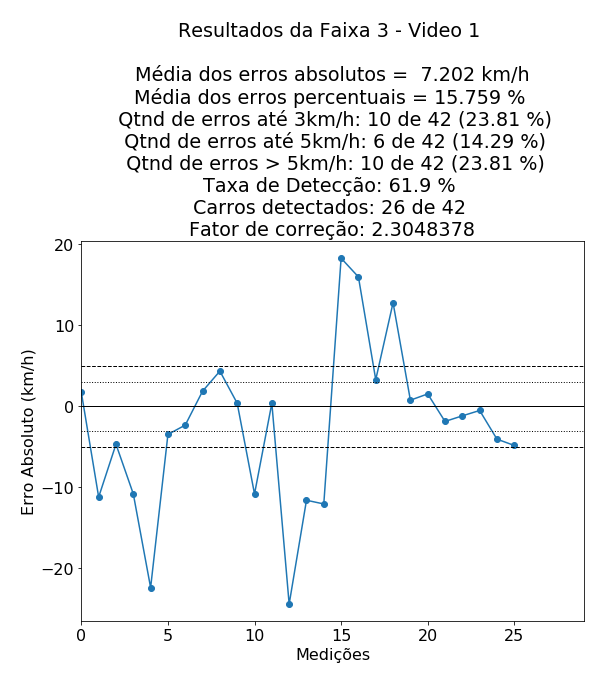 Resultados da Faixa 3 - Video 1
Média dos erros absolutos =  7.202 km/h
Média dos erros percentuais = 15.759 %
Qtnd de erros até 3km/h: 10 de 42 (23.81 %)
Qtnd de erros até 5km/h: 6 de 42 (14.29 %)
Qtnd de erros > 5km/h: 10 de 42 (23.81 %)
Taxa de Detecção: 61.9 %
Carros detectados: 26 de 42
Fator de correção: 2.3048378
20
10
0
−10
−20
Erro Absoluto (km/h)
0 5 10 15 20 25
Medições